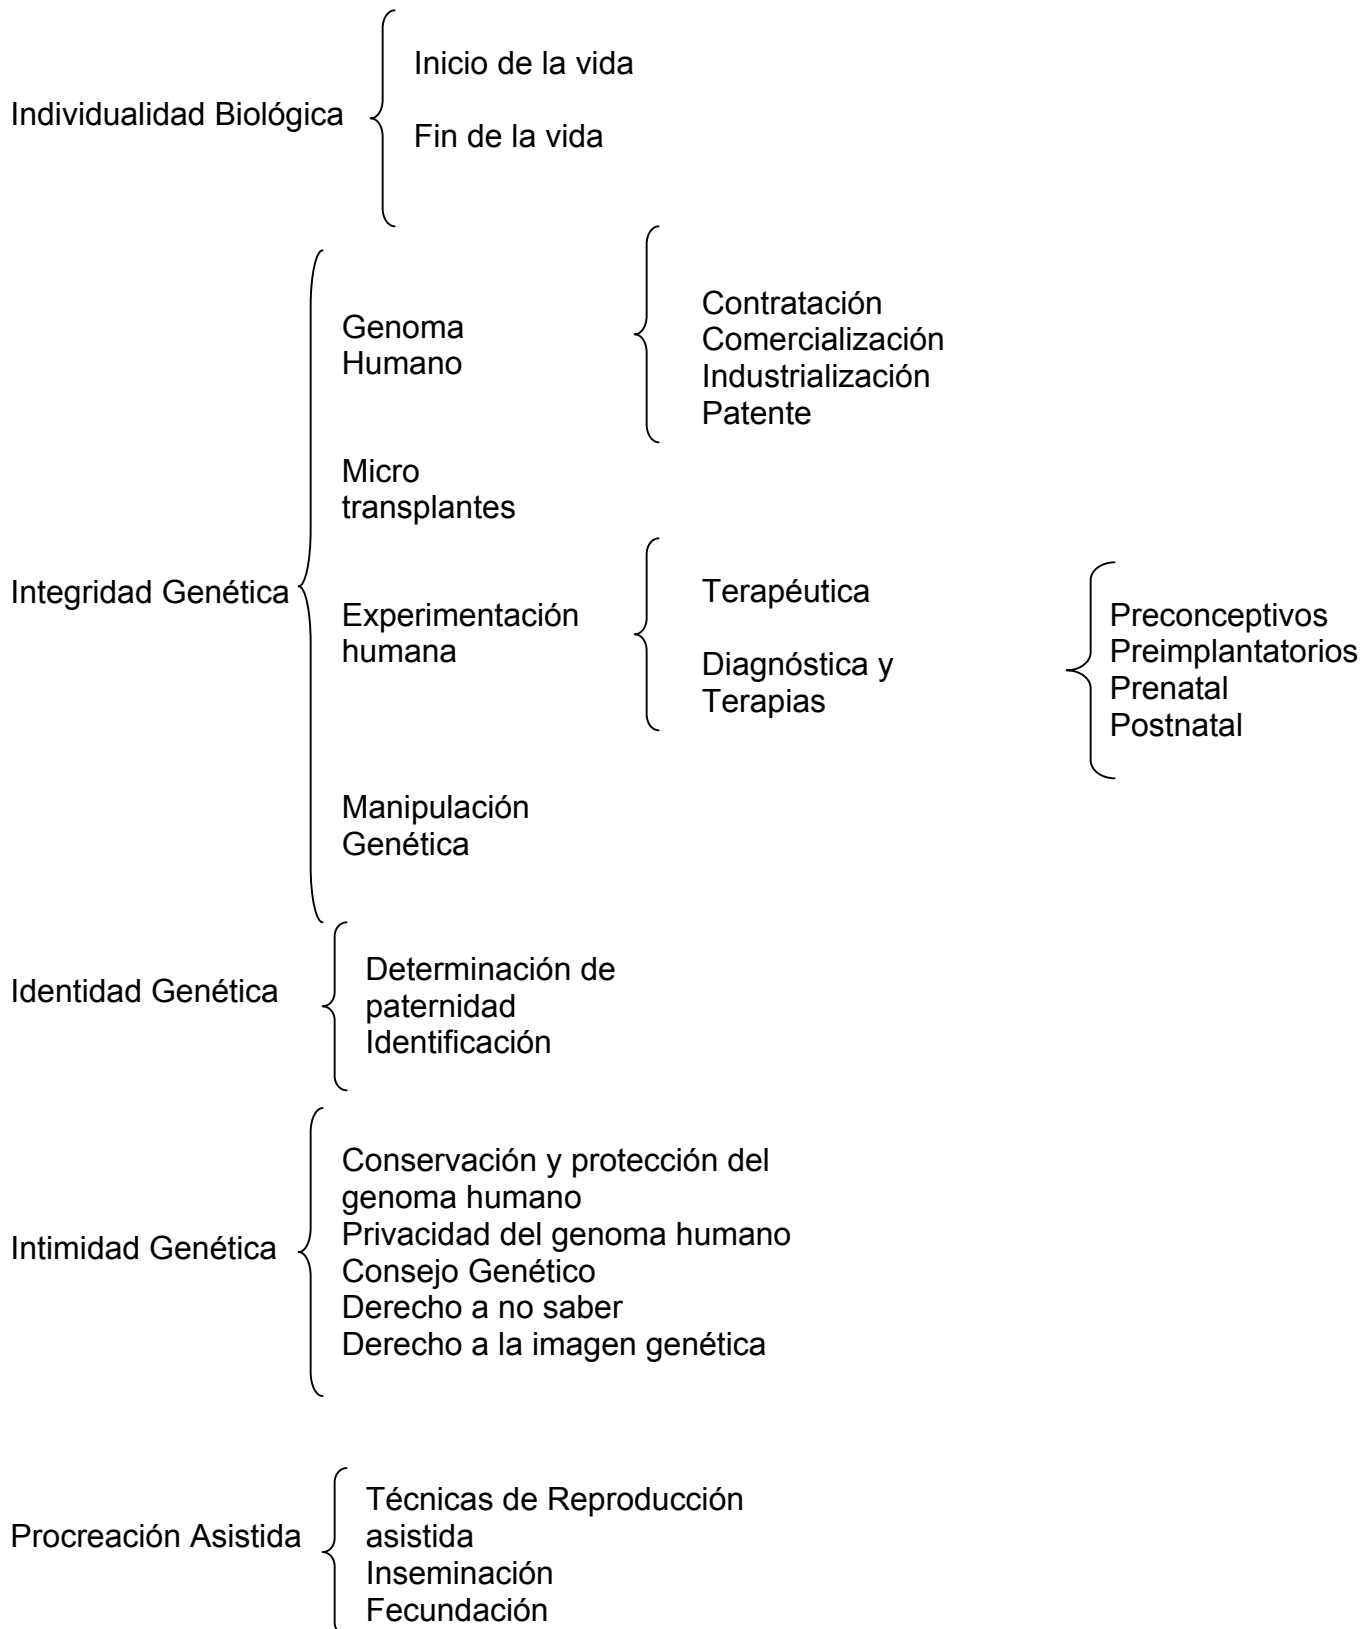 Individualidad Biológica
Inicio de la vida
Fin de la vida
Integridad Genética
Genoma
Humano
Contratación
Comercialización
Industrialización
Patente
Micro
transplantes
Experimentación
humana
Terapéutica
Diagnóstica y
Terapias
Preconceptivos
Preimplantatorios
Prenatal
Postnatal
Manipulación
Genética
Identidad Genética
Determinación de
paternidad
Identificación
Intimidad Genética
Conservación y protección del
genoma humano
Privacidad del genoma humano
Consejo Genético
Derecho a no saber
Derecho a la imagen genética
Procreación Asistida
Técnicas de Reproducción
asistida
Inseminación
Fecundación